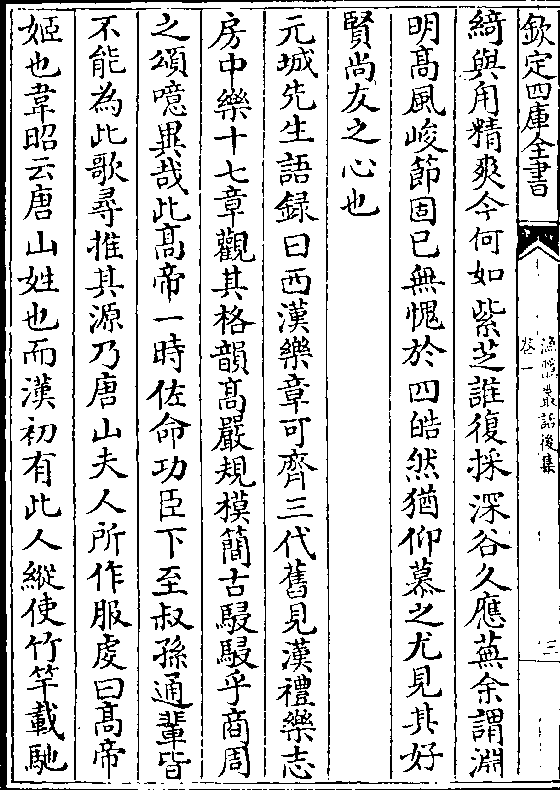 欽定四庫全書
漁隱叢話後集
卷一
三
綺與角精爽今何如紫芝誰復採深谷久應蕪余謂淵
明髙風峻節固已無愧於四皓然猶仰慕之尤見其好
賢尚友之心也
元城先生語録曰西漢樂章可齊三代舊見漢禮樂志
房中樂十七章觀其格韻髙嚴規模簡古駸駸乎商周
之頌噫異哉此髙帝一時佐命功臣下至叔孫通輩皆
不能為此歌尋推其源乃唐山夫人所作服虔曰髙帝
姬也韋昭云唐山姓也而漢初有此人縱使竹竿載馳